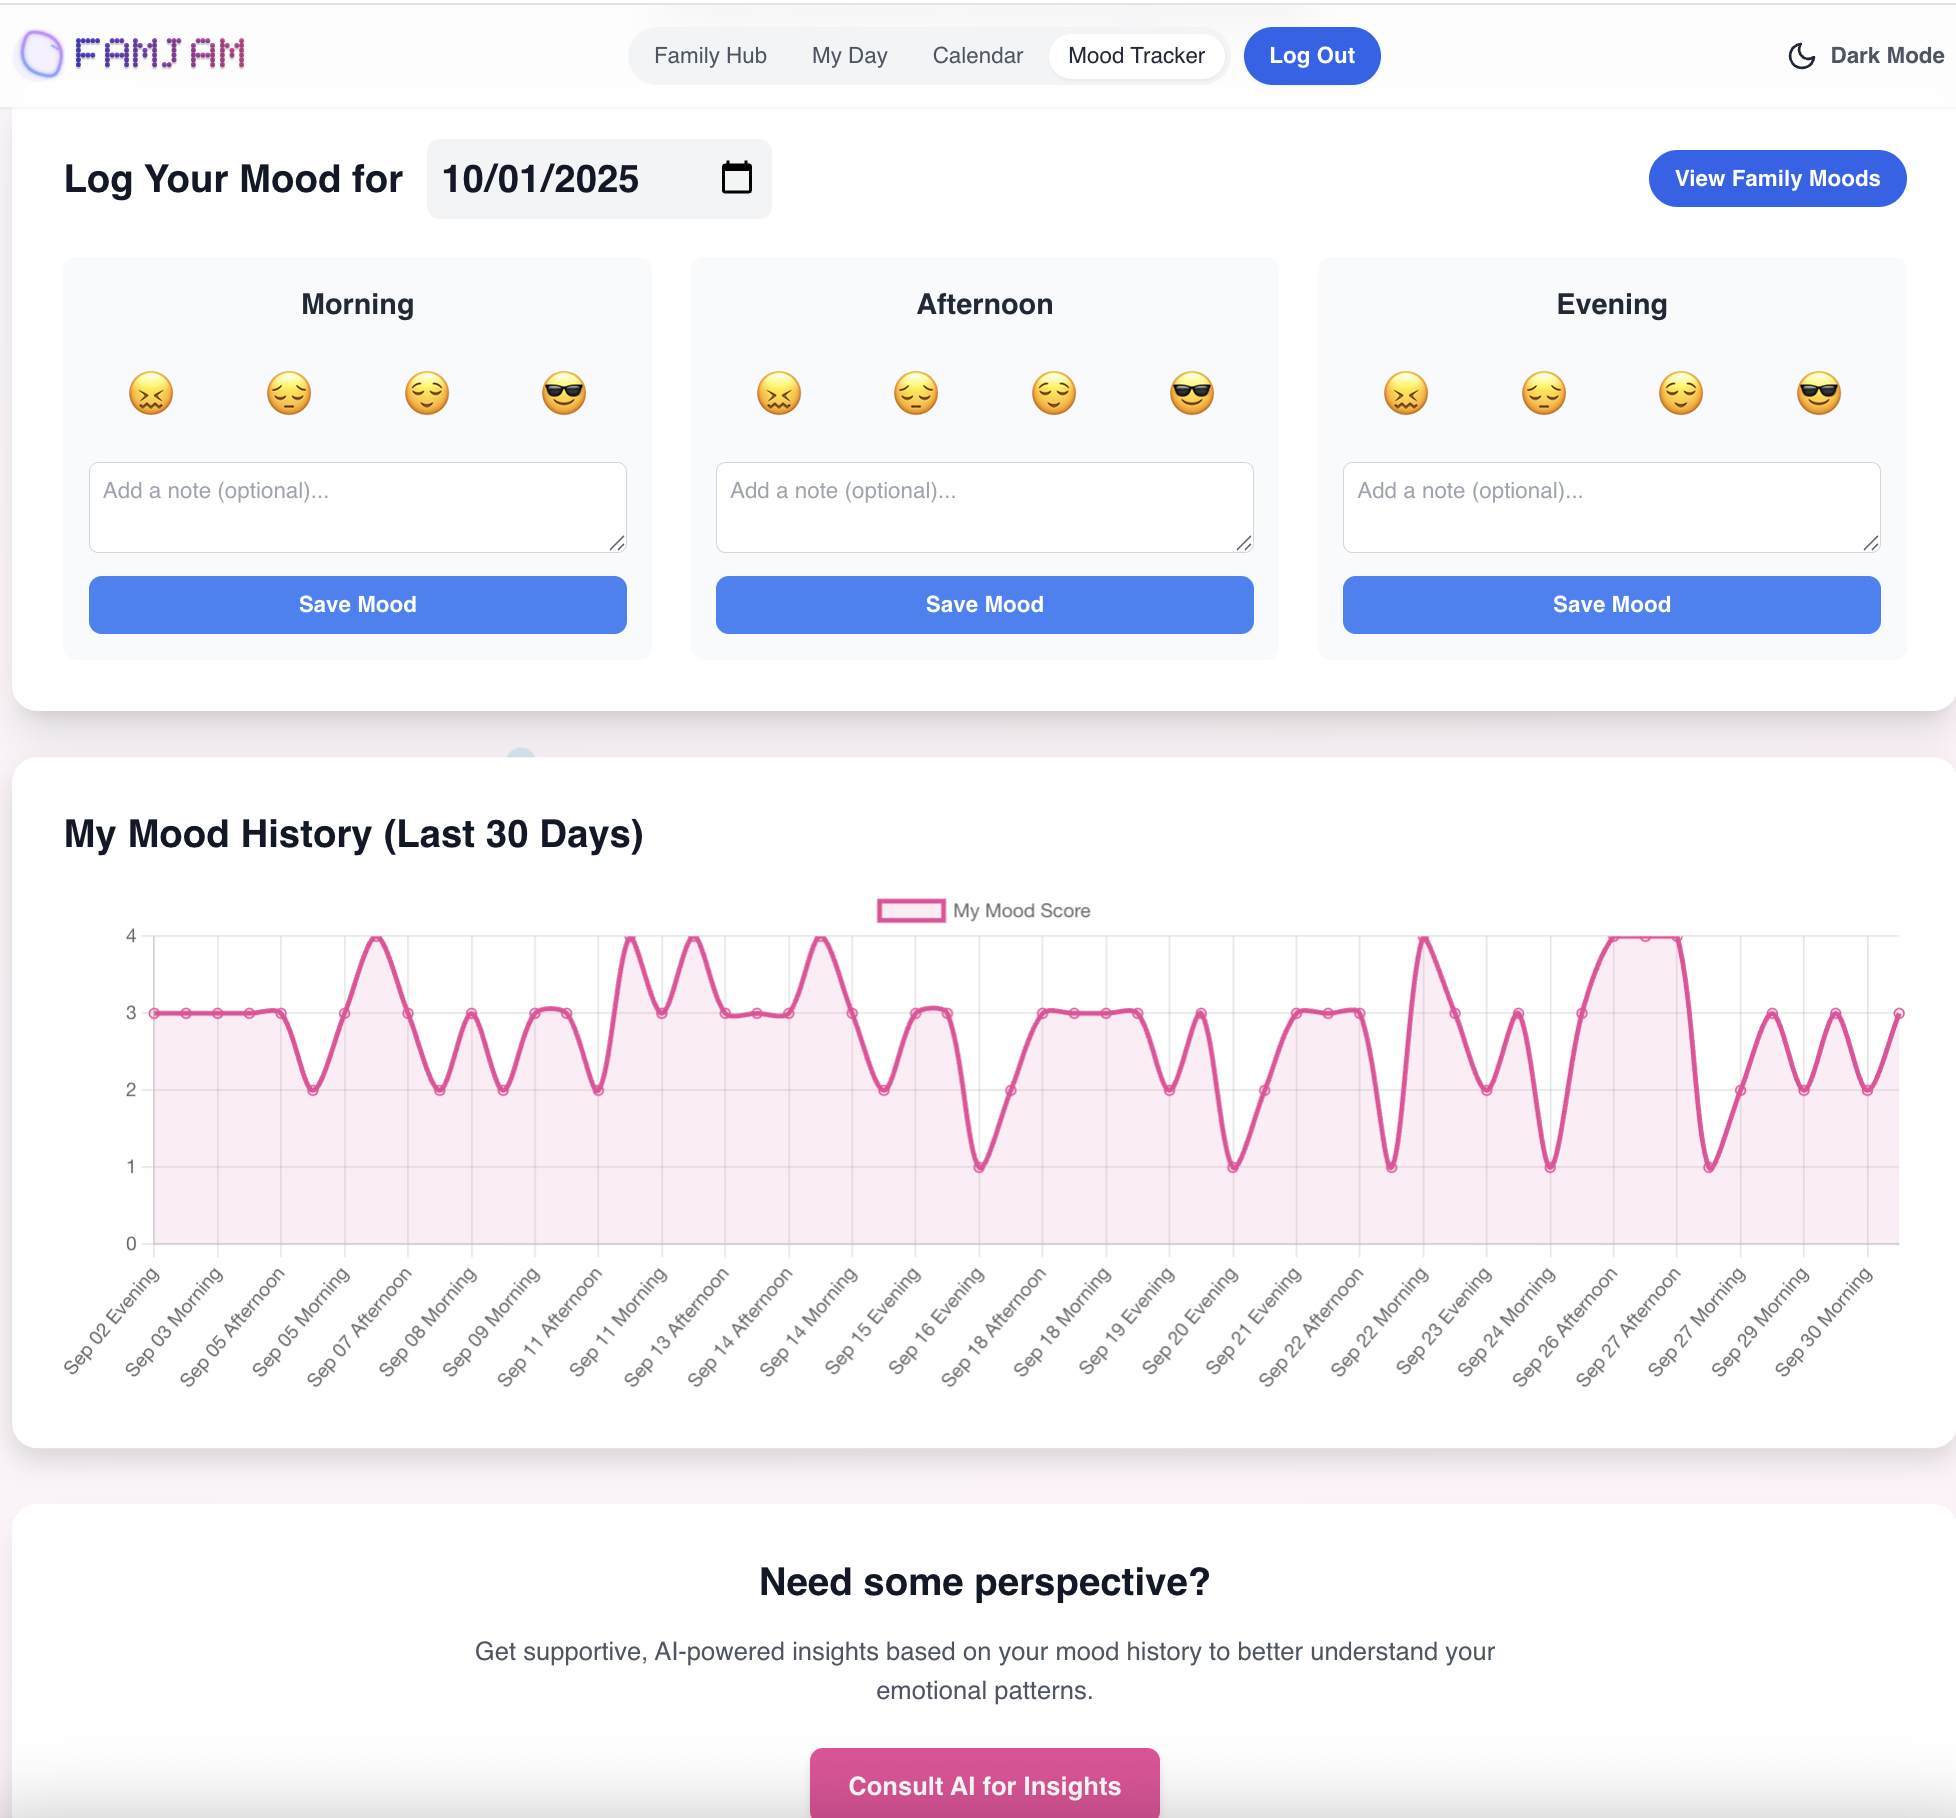 FAMJAM
Family Hub
My Day
Calendar
Mood Tracker
Log Out
Dark Mode
Log Your Mood for
10/01/2025
View Family Moods
Morning
Add a note (optional)...
Save Mood
Afternoon
Add a note (optional)...
Save Mood
Evening
Add a note (optional)...
Save Mood
My Mood History (Last 30 Days)
My Mood Score
4
3
2
1
0
Sep 02 Evening
Sep 03 Morning
Sep 05 Afternoon
Sep 05 Morning
Sep 07 Afternoon
Sep 08 Morning
Sep 09 Morning
Sep 11 Afternoon
Sep 11 Morning
Sep 13 Afternoon
Sep 14 Afternoon
Sep 14 Morning
Sep 15 Evening
Sep 16 Evening
Sep 18 Afternoon
Sep 18 Morning
Sep 19 Evening
Sep 20 Evening
Sep 21 Evening
Sep 22 Afternoon
Sep 22 Morning
Sep 23 Evening
Sep 24 Morning
Sep 26 Afternoon
Sep 27 Afternoon
Sep 27 Morning
Sep 29 Morning
Sep 30 Morning
Need some perspective?
Get supportive, AI-powered insights based on your mood history to better understand your
emotional patterns.
Consult AI for Insights